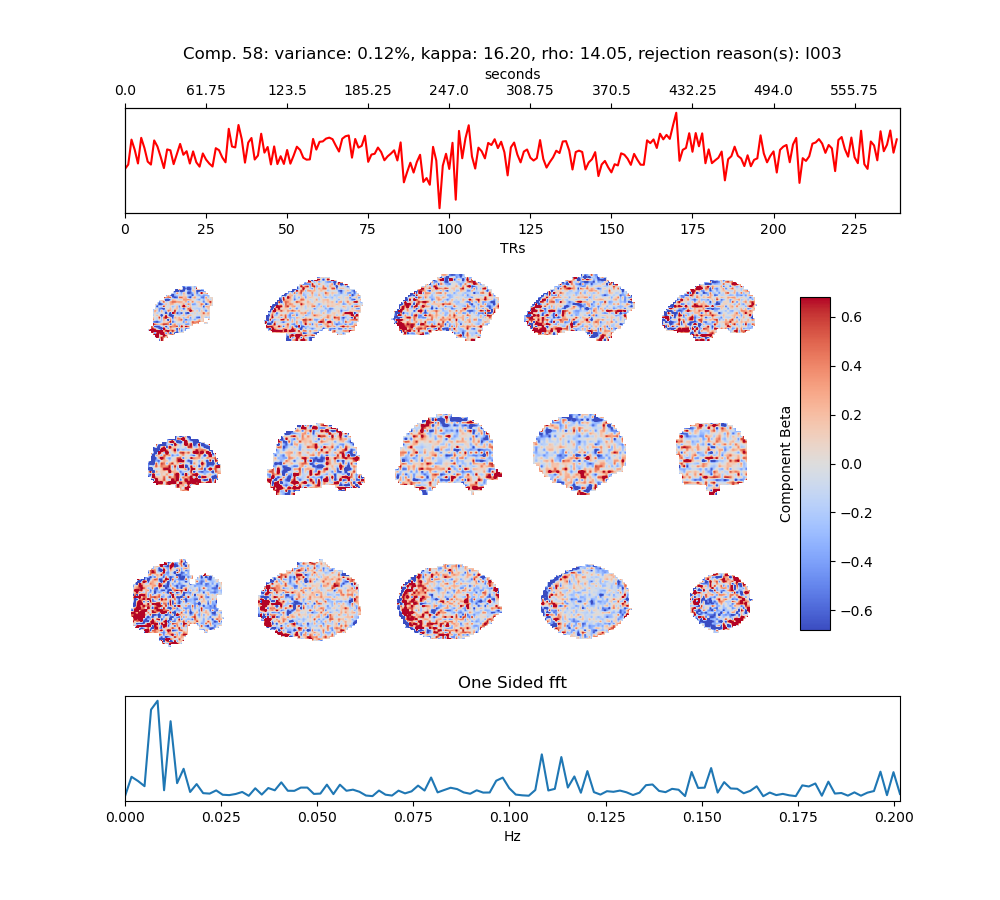 Comp. 58: variance: 0.12%, kappa: 16.20, rho: 14.05, rejection reason(s): I003
seconds
0.0 61.75 123.5 185.25 247.0 308.75 370.5 432.25 494.0 555.75
0 25 50 75 100 125 150 175 200 225
TRs
0.6
0.4
0.2
0.0
−0.2
−0.4
−0.6
Component Beta
One Sided fft
0.000 0.025 0.050 0.075 0.100 0.125 0.150 0.175 0.200
Hz